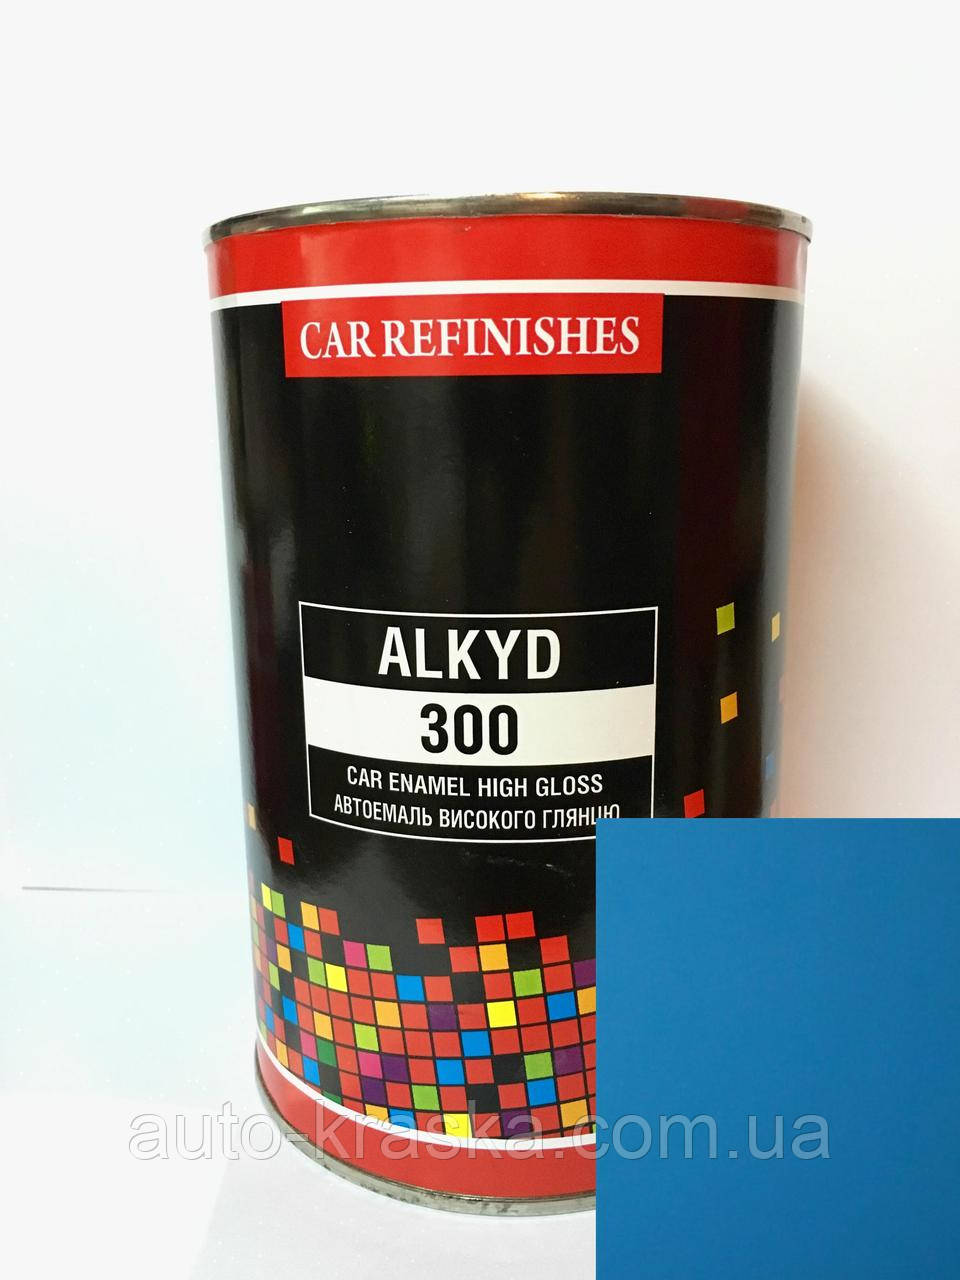 CAR REFINISHES
ALKYD
300
CAR ENAMEL HIGH GLOSS
АВТОЕМАЛЬ ВИСОКОГО ГЛЯНЦЮ
auto-kraska.com.ua